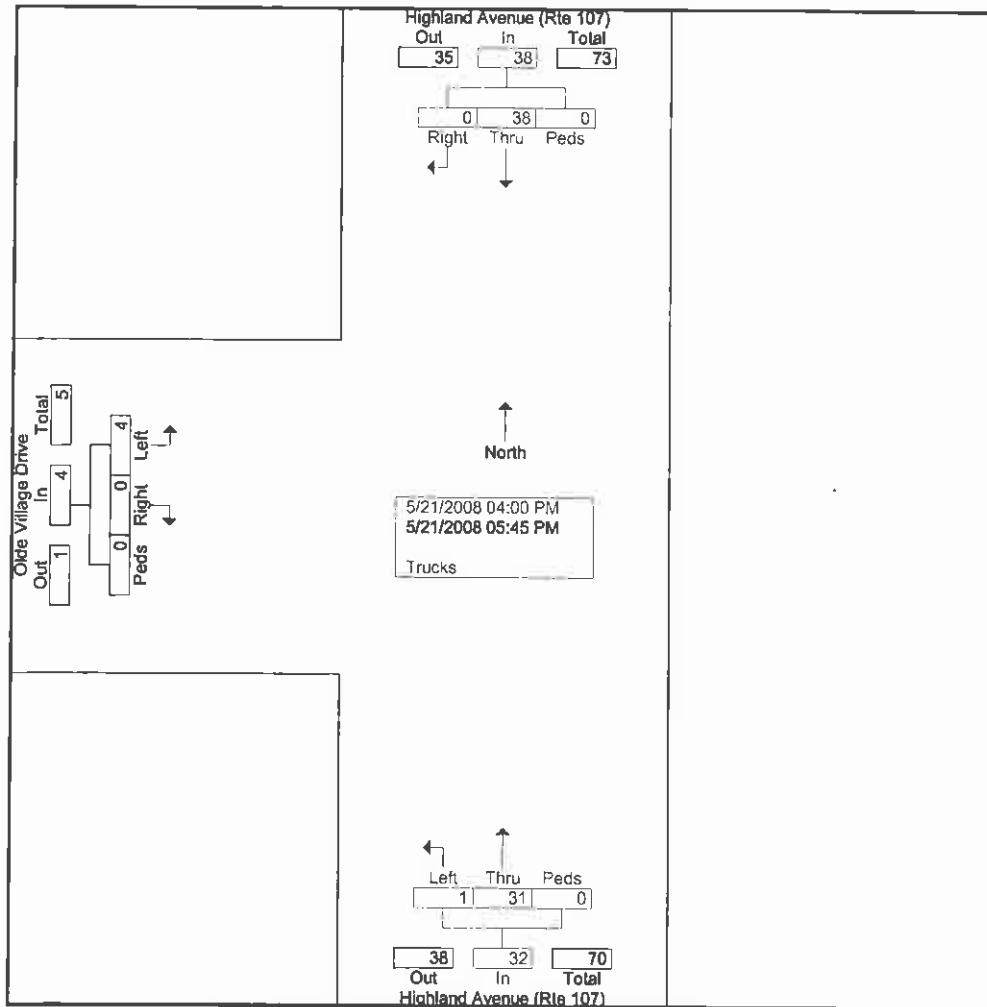 Highland Avenue (Rte 107)
Out In Total
35 38 73
0 38 0
Right Thru Peds
Olde Village Drive
Out In Total
1 4 5
0 0 4
Peds Right Left
North
5/21/2008 04:00 PM
5/21/2008 05:45 PM
Trucks
Left Thru Peds
1 31 0
38 32 70
Out In Total
Highland Avenue (Rte 107)